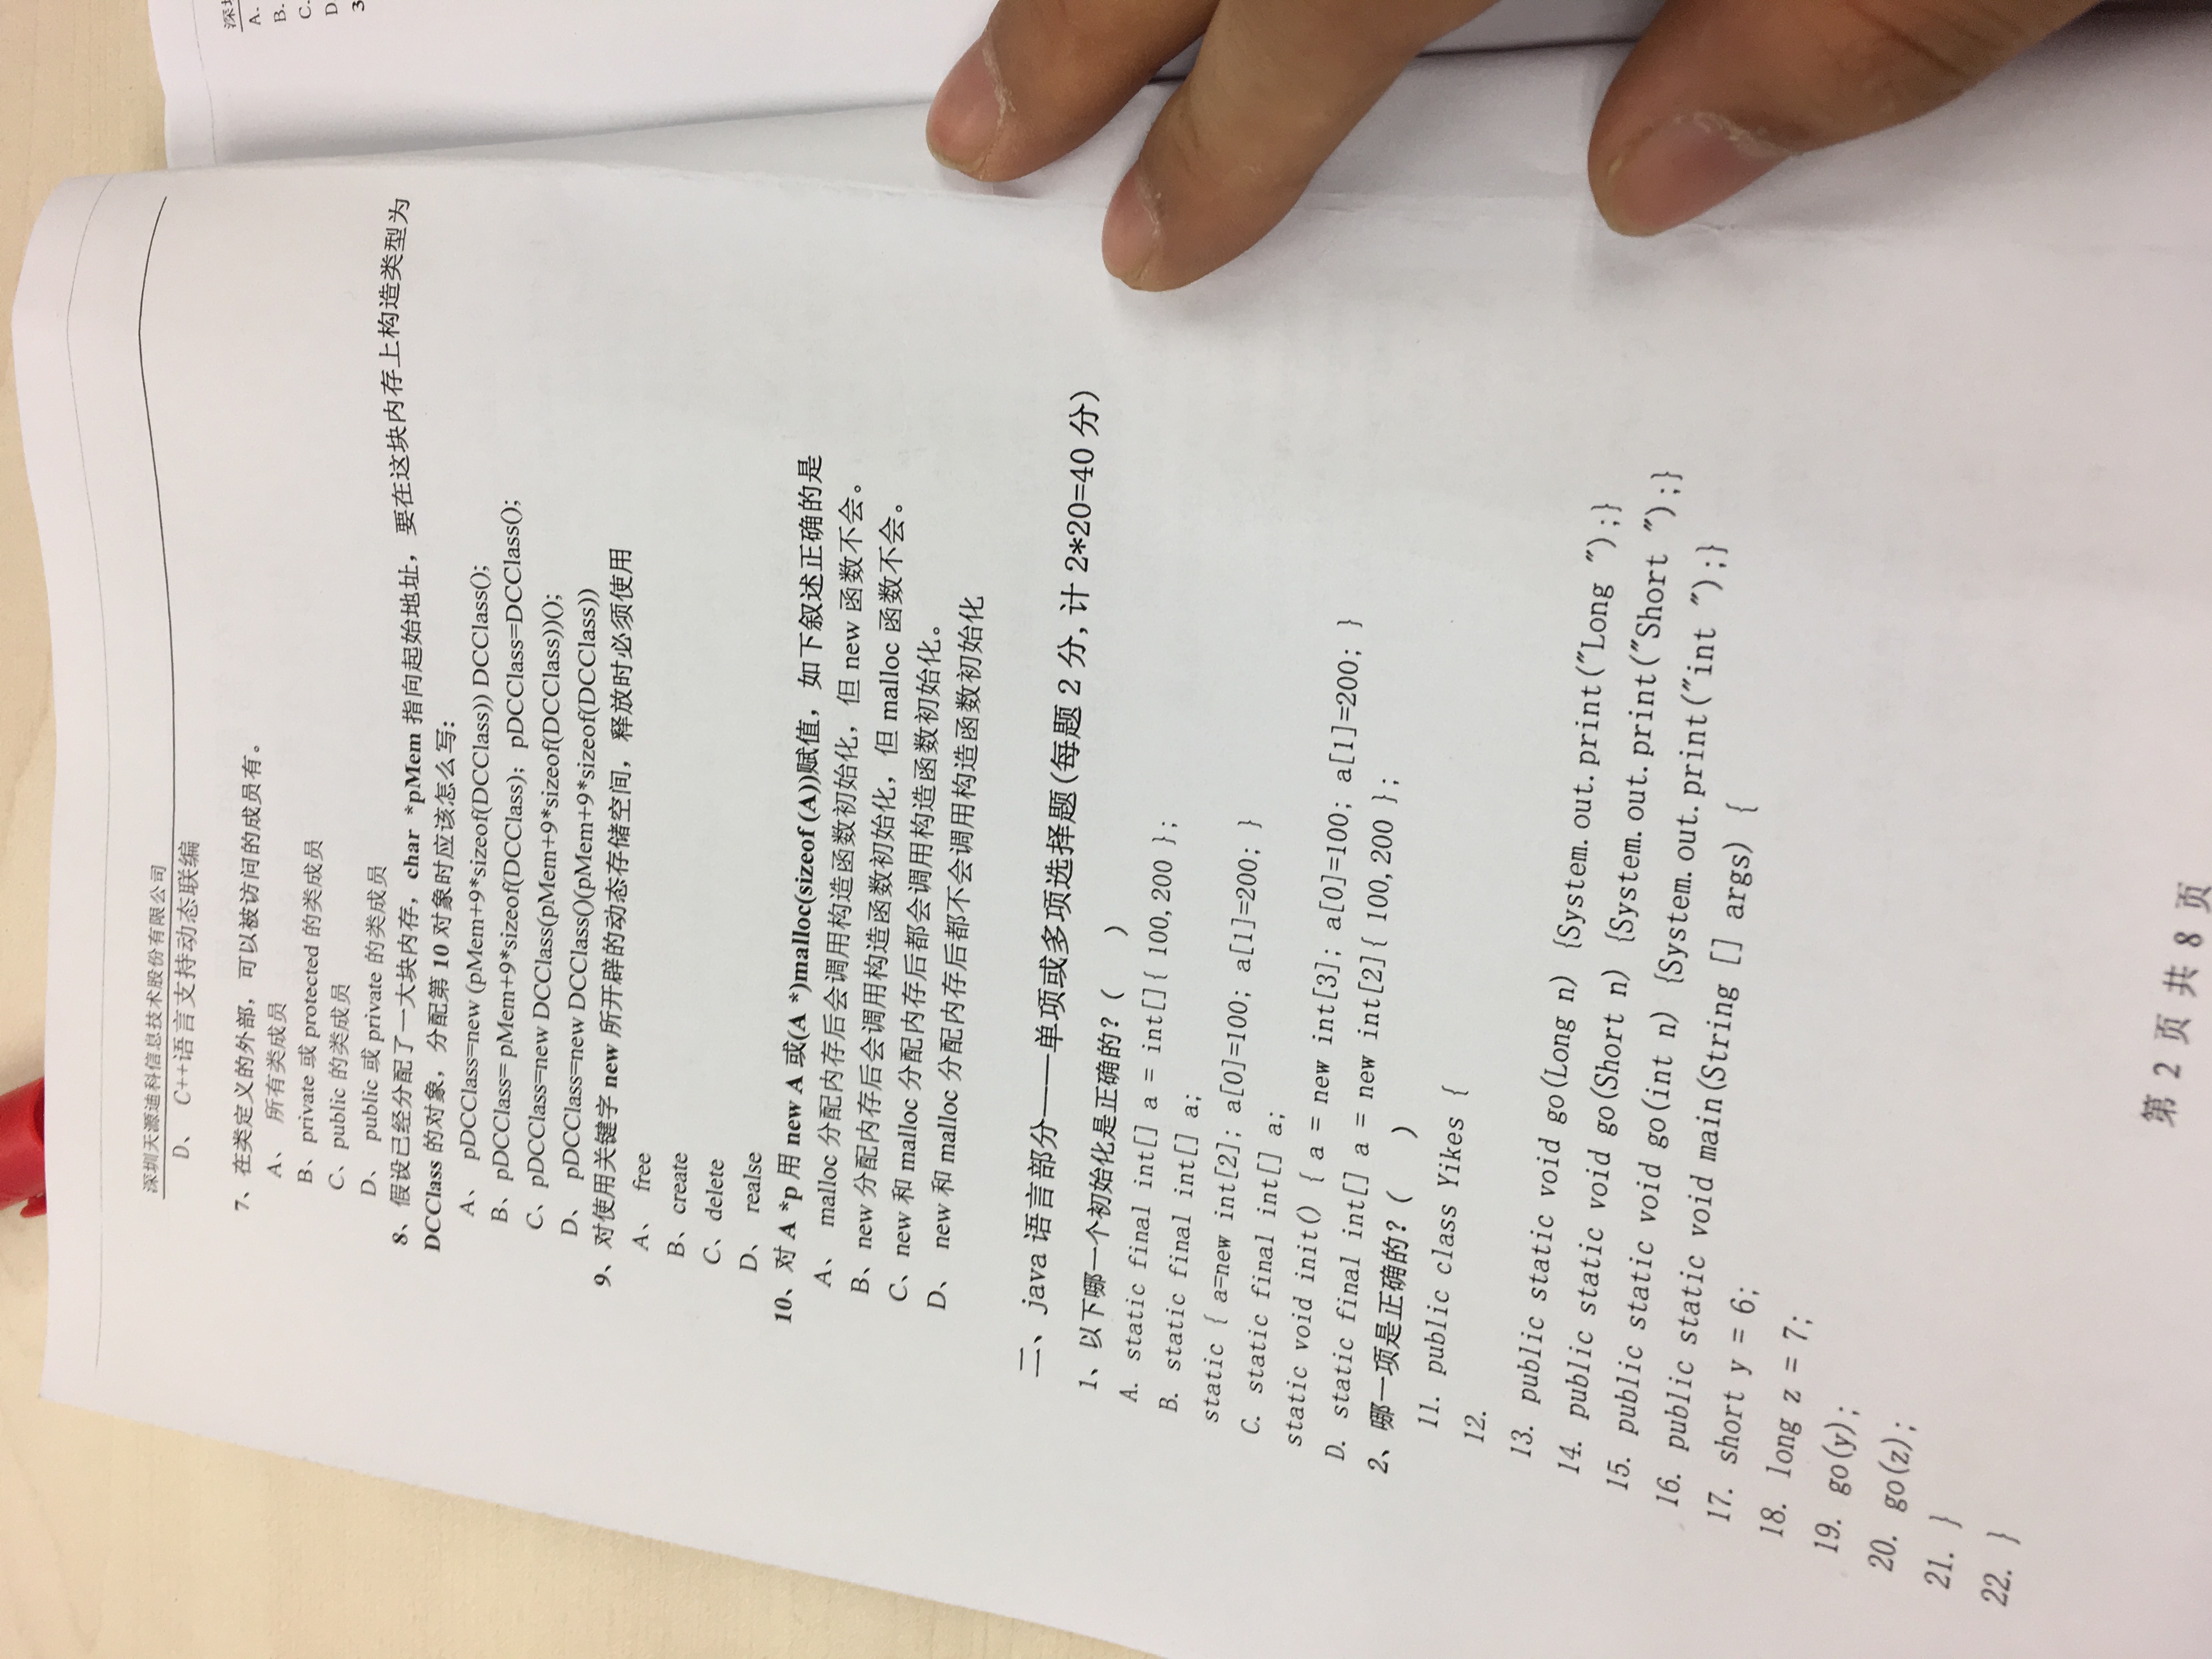 深圳天源迪科信息技术股份有限公司
D、 C++语言支持动态联编
7、在类定义的外部，可以被访问的成员有。
A、 所有类成员
B、private 或 protected 的类成员
C、public 的类成员
D、 public 或 private 的类成员
8、假设已经分配了一大块内存，char *pMem 指向起始地址，要在这块内存上构造类型为
DCClass 的对象，分配第 10 对象时应该怎么写:
A、 pDCClass=new (pMem+9*sizeof(DCClass)) DCClass();
B、pDCClass= pMem+9*sizeof(DCClass)；pDCClass=DCClass();
C、pDCClass=new DCClass(pMem+9*sizeof(DCClass))();
D、 pDCClass=new DCClass()(pMem+9*sizeof(DCClass))
9、对使用关键字 new 所开辟的动态存储空间，释放时必须使用
A、 free
B、create
C、delete
D、 realse
10、对 A *p 用 new A 或(A *)malloc(sizeof (A))赋值，如下叙述正确的是
A、 malloc 分配内存后会调用构造函数初始化，但 new 函数不会。
B、new 分配内存后会调用构造函数初始化，但 malloc 函数不会。
C、new 和 malloc 分配内存后都会调用构造函数初始化。
D、 new 和 malloc 分配内存后都不会调用构造函数初始化
二、java 语言部分——单项或多项选择题(每题 2 分, 计 2*20=40 分)
1、以下哪一个初始化是正确的? ( )
A. static final int[] a = int[]{ 100,200 };
B. static final int[] a;
static { a=new int[2]; a[0]=100; a[1]=200; }
C. static final int[] a;
static void init() { a = new int[3]; a[0]=100; a[1]=200; }
D. static final int[] a = new int[2]{ 100,200 };
2、哪一项是正确的? ( )
11. public class Yikes {
12.
13. public static void go(Long n) {System.out.print("Long ");}
14. public static void go(Short n) {System.out.print("Short ");}
15. public static void go(int n) {System.out.print("int ");}
16. public static void main(String [] args) {
17. short y = 6;
18. long z = 7;
19. go(y);
20. go(z);
21. }
22. }
第 2 页 共 8 页
A.
B.
C.
D
3